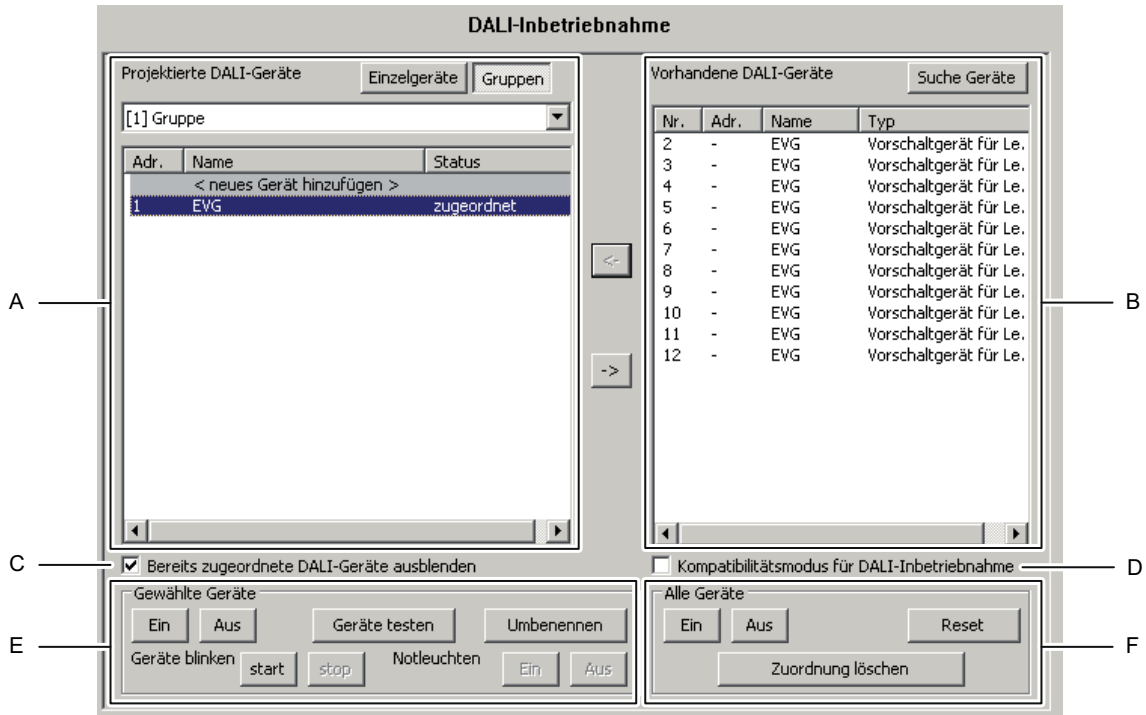 DALI-Inbetriebnahme
Projektierte DALI-Geräte
Einzelgeräte
Gruppen
[1] Gruppe
Adr. Name Status
< neues Gerät hinzufügen >
1 EVG zugeordnet
<-
->
Vorhandene DALI-Geräte
Suche Geräte
Nr. Adr. Name Typ
2 - EVG Vorschaltgerät für Le.
3 - EVG Vorschaltgerät für Le.
4 - EVG Vorschaltgerät für Le.
5 - EVG Vorschaltgerät für Le.
6 - EVG Vorschaltgerät für Le.
7 - EVG Vorschaltgerät für Le.
8 - EVG Vorschaltgerät für Le.
9 - EVG Vorschaltgerät für Le.
10 - EVG Vorschaltgerät für Le.
11 - EVG Vorschaltgerät für Le.
12 - EVG Vorschaltgerät für Le.
A
B
C
Bereits zugeordnete DALI-Geräte ausblenden
Kompatibilitätsmodus für DALI-Inbetriebnahme
D
E
Gewählte Geräte
Ein Aus Geräte testen Umbenennen
Geräte blinken start stop Notleuchten Ein Aus
Alle Geräte
Ein Aus Reset
Zuordnung löschen
F